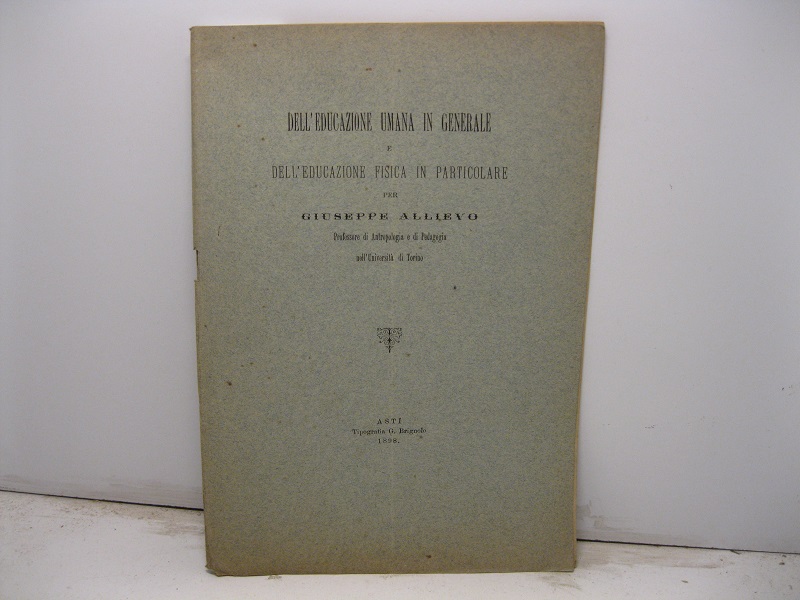 DELL'EDUCAZIONE UMANA IN GENERALE
E
DELL'EDUCAZIONE FISICA IN PARTICOLARE
PER
GIUSEPPE ALLIEVO
Professore di Antropologia e di Pedagogia
nell'Università di Torino
ASTI
Tipografia G. Brignolo
1898.